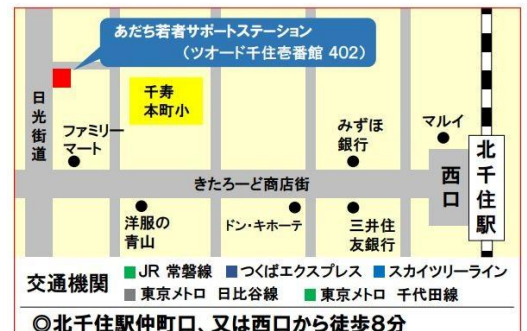 あだち若者サポートステーション
（ツオード千住壱番館 402）
日光街道
千寿
本町小
ファミリー
マート
みずほ
銀行
マルイ
北千住駅
西口
きたろーど商店街
洋服の
青山
ドン・キホーテ
三井住
友銀行
交通機関
JR 常磐線 つくばエクスプレス スカイツリーライン
東京メトロ 日比谷線 東京メトロ 千代田線
◎北千住駅仲町口、又は西口から徒歩8分